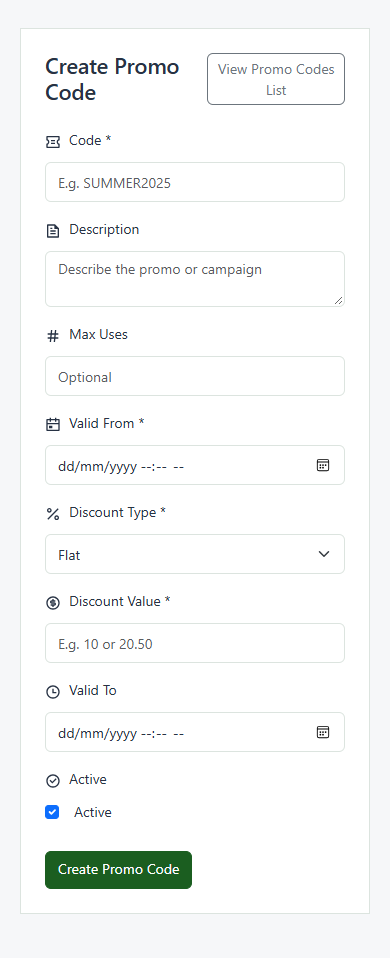 Create Promo
Code
View Promo Codes
List
Code *
E.g. SUMMER2025
Description
Describe the promo or campaign
Max Uses
Optional
Valid From *
dd/mm/yyyy --:-- --
Discount Type *
Flat
Discount Value *
E.g. 10 or 20.50
Valid To
dd/mm/yyyy --:-- --
Active
Active
Create Promo Code